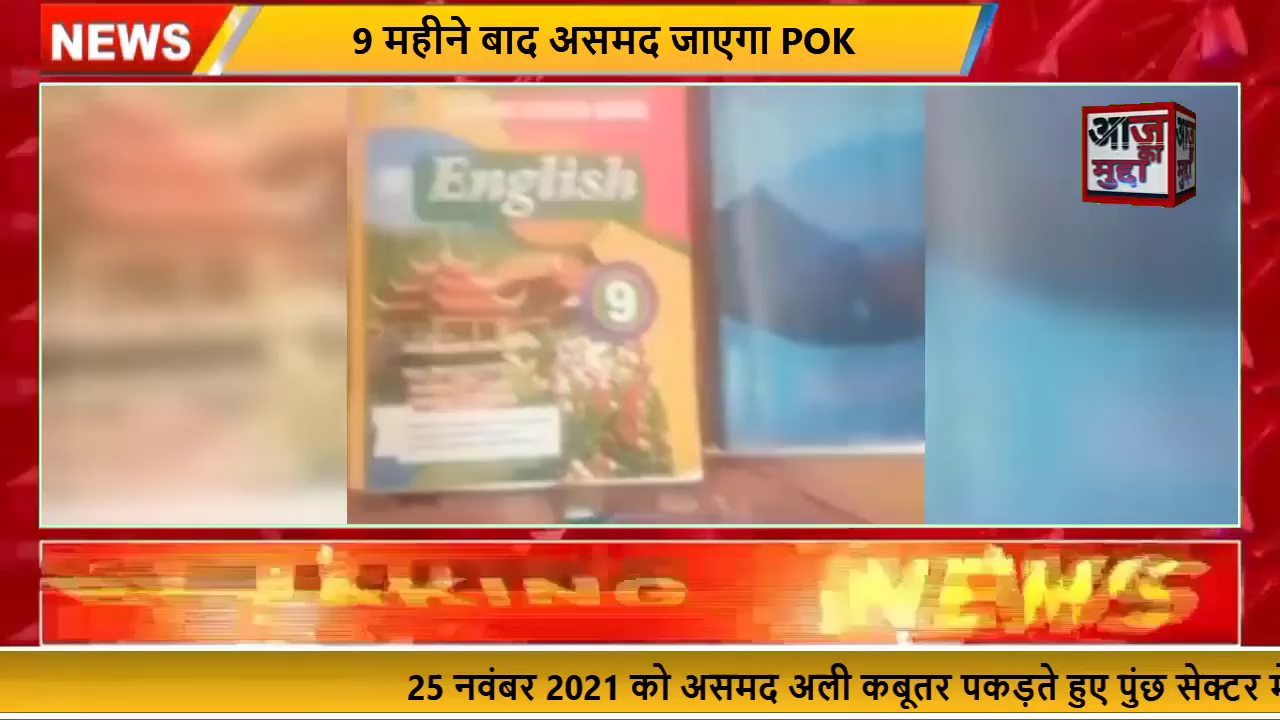 NEWS
9 महीने बाद असमद जाएगा POK
आज
का
मुद्दा
English
9
NEWS
25 नवंबर 2021 को असमद अली कबूतर पकड़ते हुए पुंछ सेक्टर